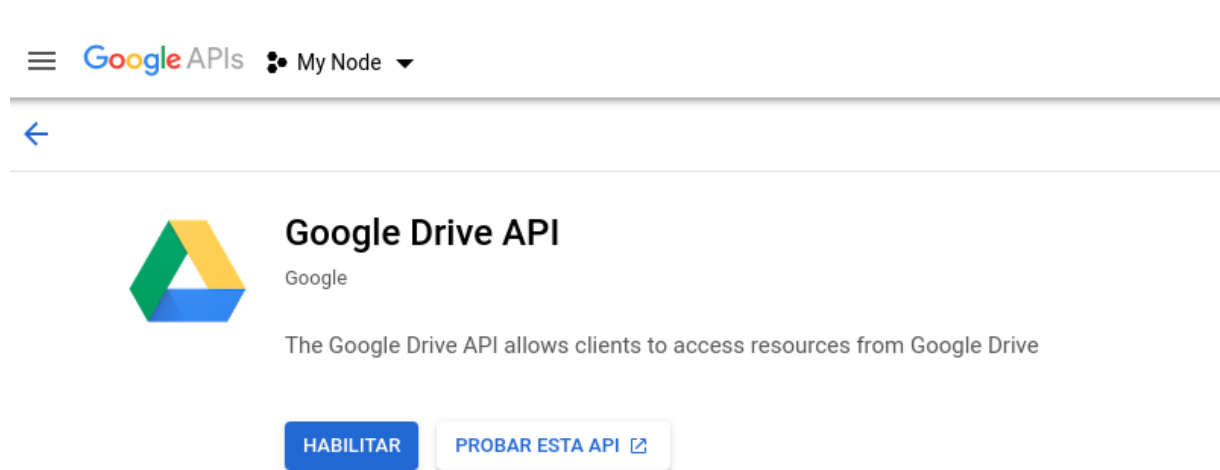 Google APIs My Node
Google Drive API
Google
The Google Drive API allows clients to access resources from Google Drive
HABILITAR PROBAR ESTA API